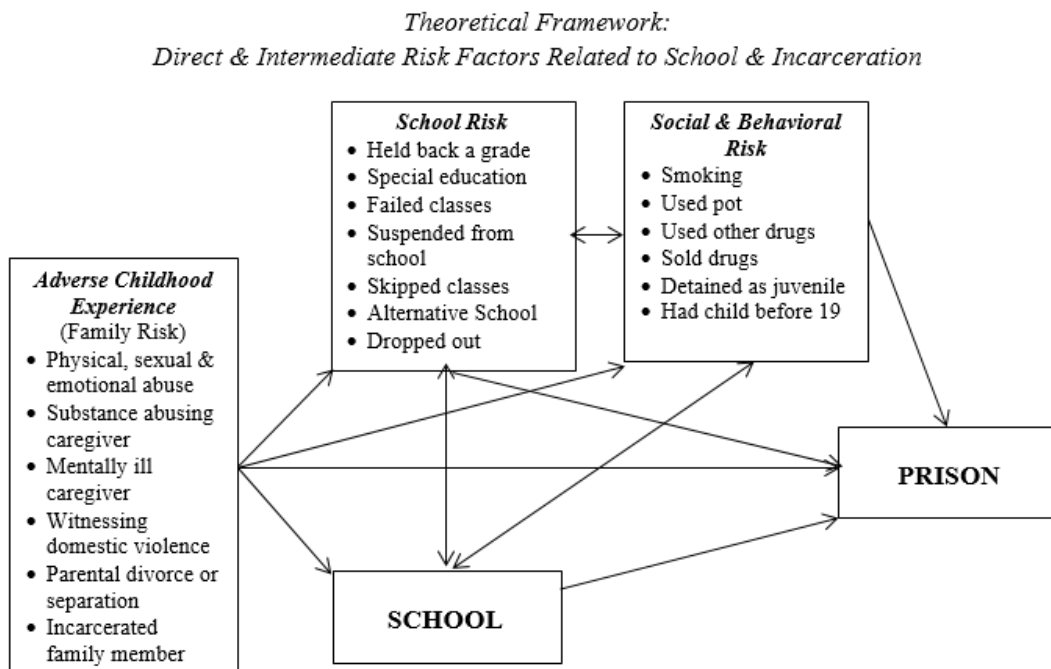 Theoretical Framework:
Direct & Intermediate Risk Factors Related to School & Incarceration
School Risk
• Held back a grade
• Special education
• Failed classes
• Suspended from
school
• Skipped classes
• Alternative School
• Dropped out
Social & Behavioral
Risk
• Smoking
• Used pot
• Used other drugs
• Sold drugs
• Detained as juvenile
• Had child before 19
Adverse Childhood
Experience
(Family Risk)
• Physical, sexual &
emotional abuse
• Substance abusing
caregiver
• Mentally ill
caregiver
• Witnessing
domestic violence
• Parental divorce or
separation
• Incarcerated
family member
PRISON
SCHOOL